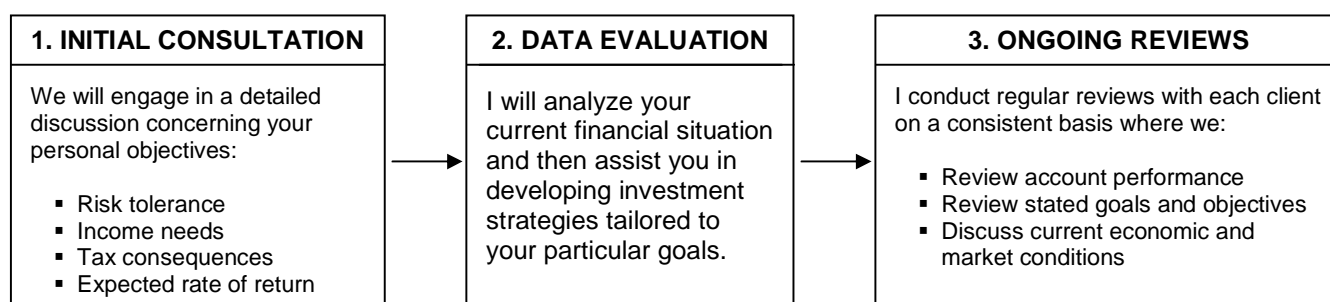 1. INITIAL CONSULTATION
We will engage in a detailed
discussion concerning your
personal objectives:
▪ Risk tolerance
▪ Income needs
▪ Tax consequences
▪ Expected rate of return
2. DATA EVALUATION
I will analyze your
current financial situation
and then assist you in
developing investment
strategies tailored to
your particular goals.
3. ONGOING REVIEWS
I conduct regular reviews with each client
on a consistent basis where we:
▪ Review account performance
▪ Review stated goals and objectives
▪ Discuss current economic and
market conditions